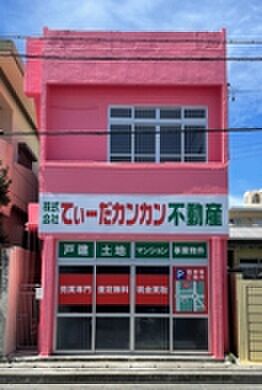 株式会社てぃーだカンカン不動産
戸建 土地 マンション 事業物件
売買専門 査定無料 現金買取
P